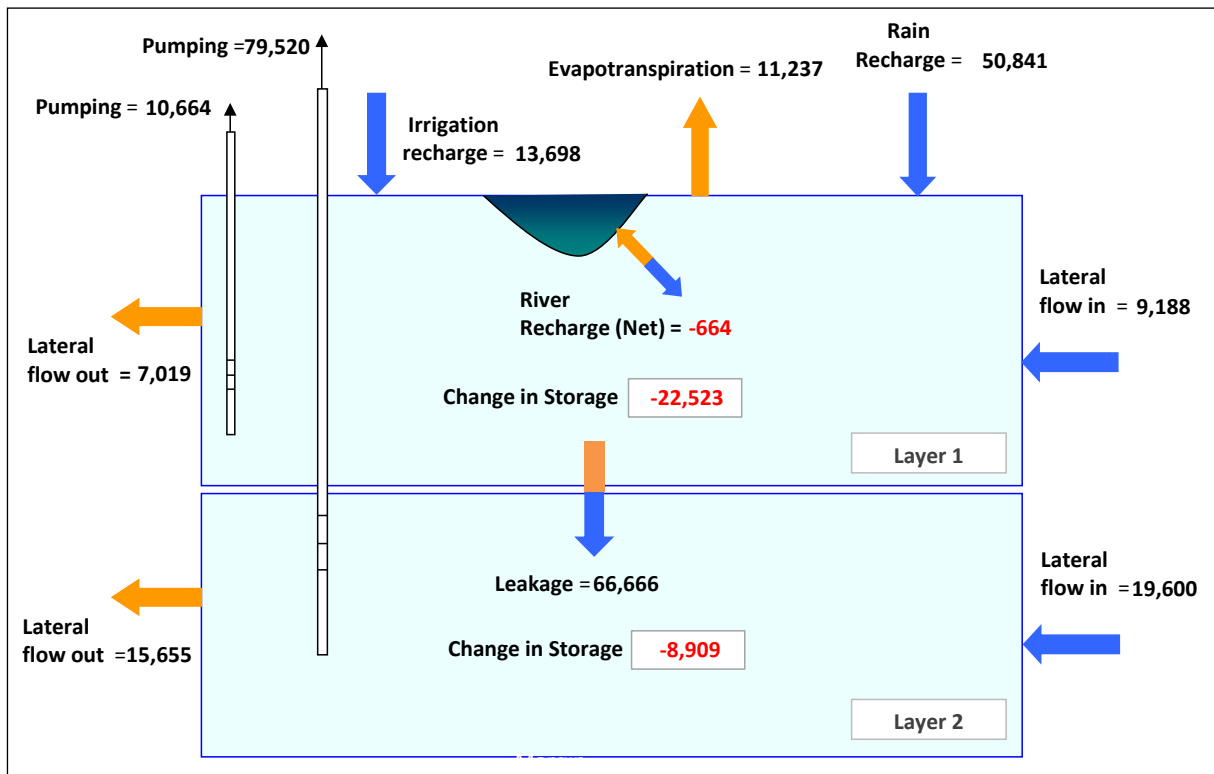 Pumping =79,520
Rain
Recharge = 50,841
Evapotranspiration = 11,237
Pumping = 10,664
Irrigation
recharge = 13,698
Lateral
flow in = 9,188
River
Recharge (Net) = -664
Lateral
flow out = 7,019
Change in Storage -22,523
Layer 1
Lateral
flow in =19,600
Leakage =66,666
Lateral
flow out =15,655
Change in Storage -8,909
Layer 2